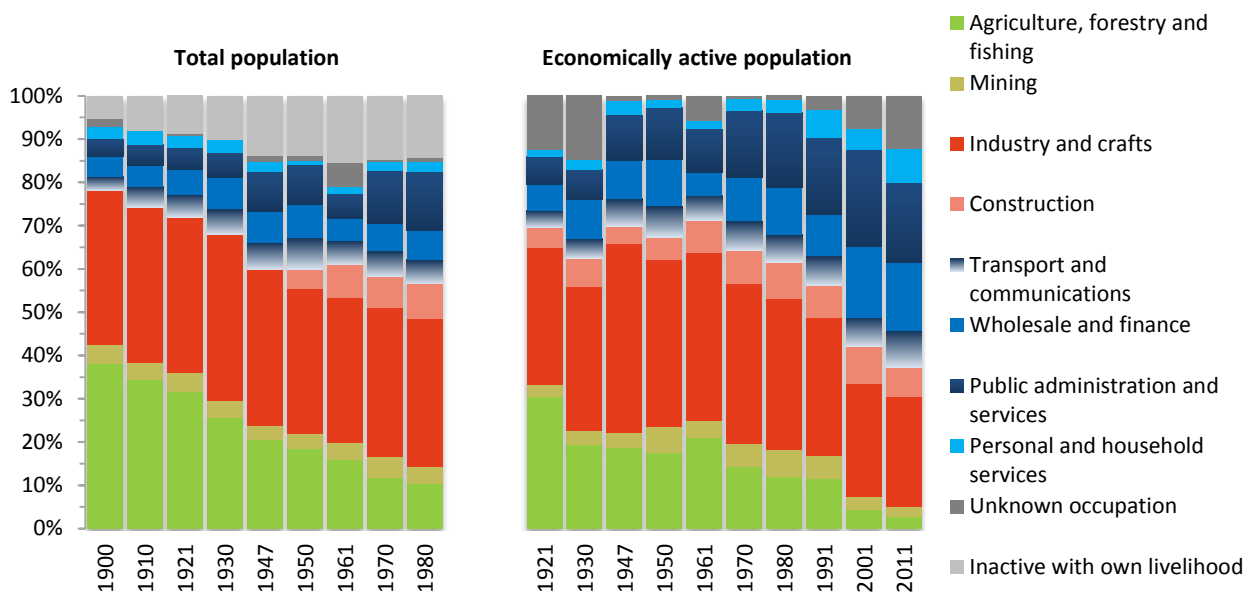 Total population
Economically active population
100%
90%
80%
70%
60%
50%
40%
30%
20%
10%
0%
1900
1910
1921
1930
1947
1950
1961
1970
1980
1921
1930
1947
1950
1961
1970
1980
1991
2001
2011
Agriculture, forestry and
fishing
Mining
Industry and crafts
Construction
Transport and
communications
Wholesale and finance
Public administration and
services
Personal and household
services
Unknown occupation
Inactive with own livelihood